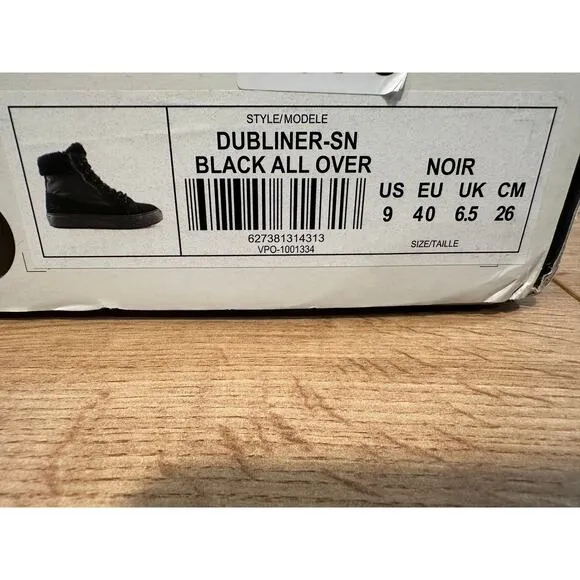 STYLE/MODELE
DUBLINER-SN
BLACK ALL OVER
627381314313
VPO-1001334
NOIR
US EU UK CM
9 40 6.5 26
SIZE/TAILLE